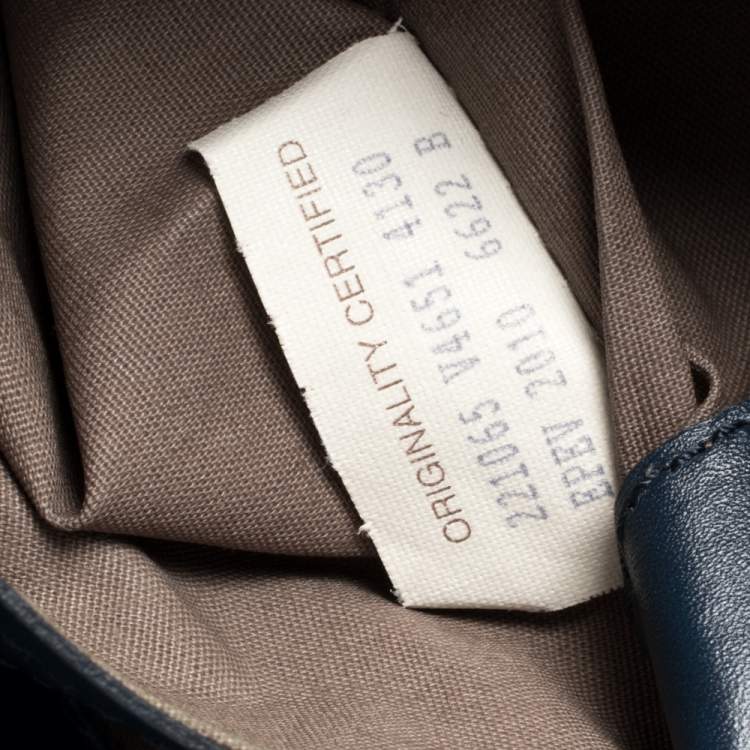 ORIGINALITY CERTIFIED
221065 V4651 4130
BPBV 2010 6622 B